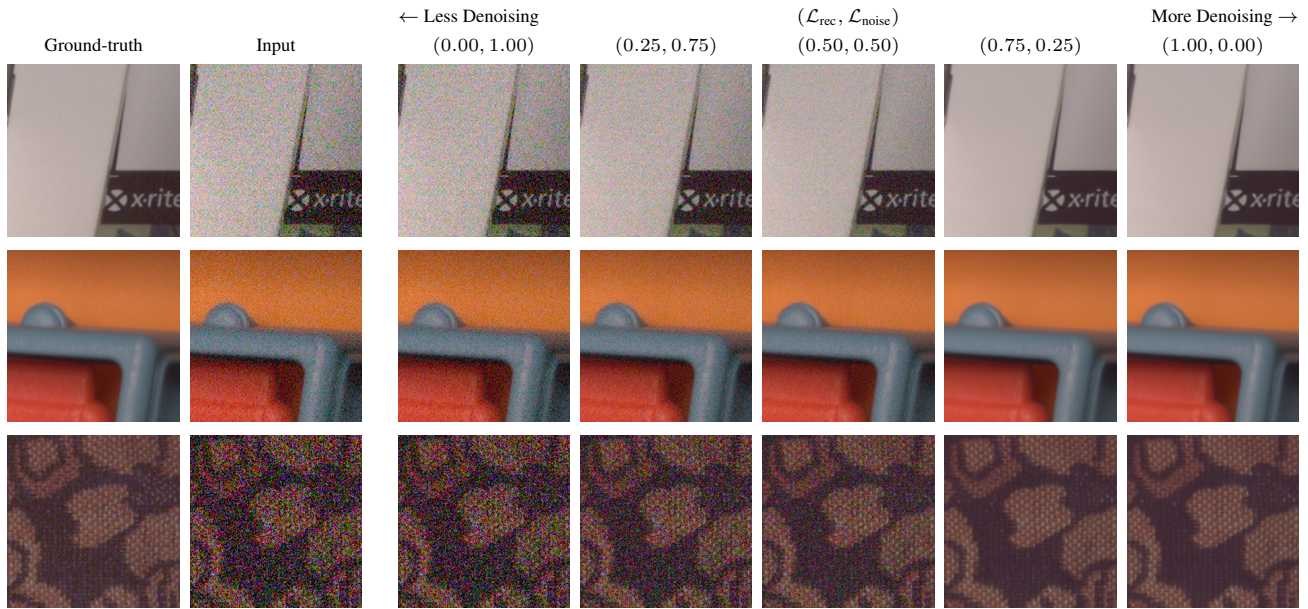 ← Less Denoising (ℒrec, ℒnoise) More Denoising →
Ground-truth Input (0.00, 1.00) (0.25, 0.75) (0.50, 0.50) (0.75, 0.25) (1.00, 0.00)
x·rite x·rite x·rite x·rite x·rite x·rite x·rite